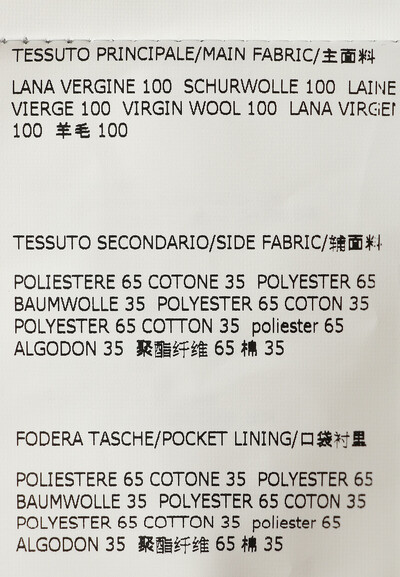 TESSUTO PRINCIPALE/MAIN FABRIC/主面料
LANA VERGINE 100 SCHURWOLLE 100 LAINE
VIERGE 100 VIRGIN WOOL 100 LANA VIRGEN
100 羊毛 100
TESSUTO SECONDARIO/SIDE FABRIC/辅面料
POLIESTERE 65 COTONE 35 POLYESTER 65
BAUMWOLLE 35 POLYESTER 65 COTON 35
POLYESTER 65 COTTON 35 poliester 65
ALGODON 35 聚酯纤维 65 棉 35
FODERA TASCHE/POCKET LINING/口袋衬里
POLIESTERE 65 COTONE 35 POLYESTER 65
BAUMWOLLE 35 POLYESTER 65 COTON 35
POLYESTER 65 COTTON 35 poliester 65
ALGODON 35 聚酯纤维 65 棉 35